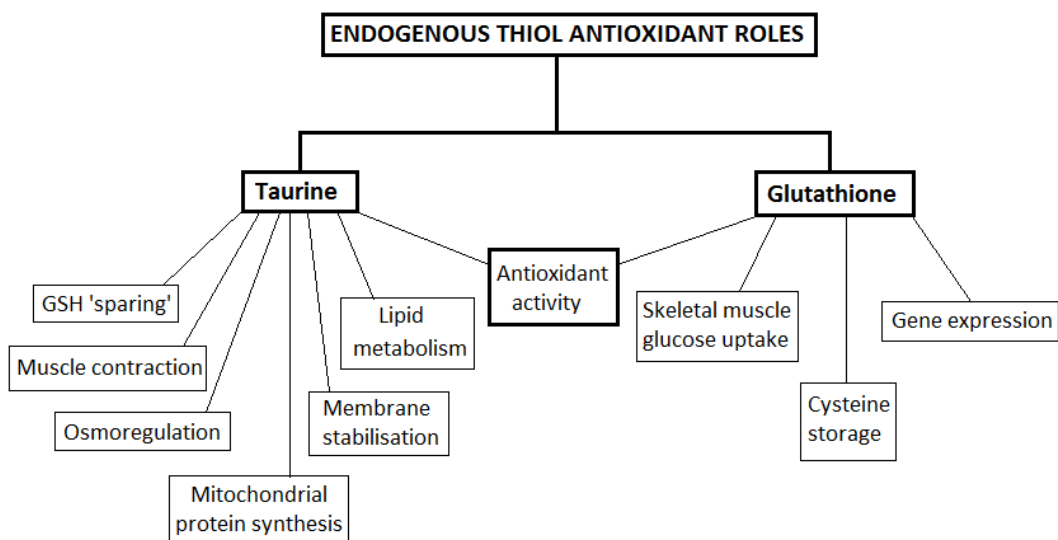 ENDOGENOUS THIOL ANTIOXIDANT ROLES
Taurine
Glutathione
GSH 'sparing'
Muscle contraction
Osmoregulation
Mitochondrial
protein synthesis
Membrane
stabilisation
Lipid
metabolism
Antioxidant
activity
Skeletal muscle
glucose uptake
Cysteine
storage
Gene expression